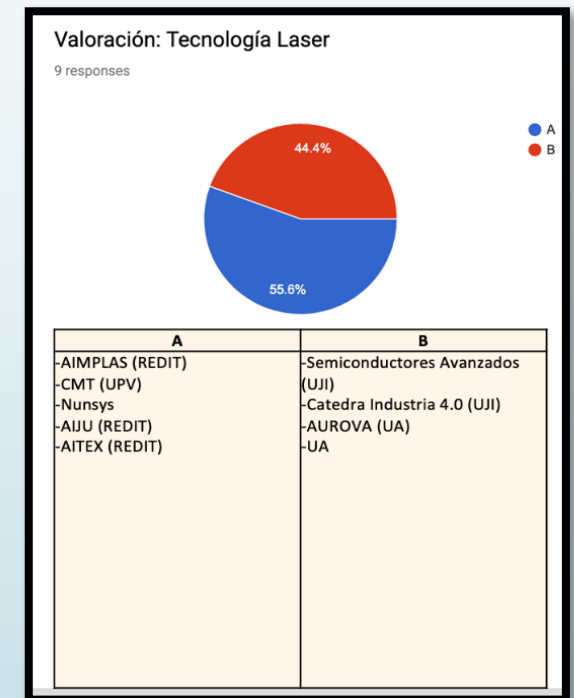 Valoración: Tecnología Laser
9 responses
A
B
44.4%
55.6%
A
-AIMPLAS (REDIT)
-CMT (UPV)
-Nunsys
-AIJU (REDIT)
-AITEX (REDIT)
B
-Semiconductores Avanzados
(UJI)
-Catedra Industria 4.0 (UJI)
-AUROVA (UA)
-UA